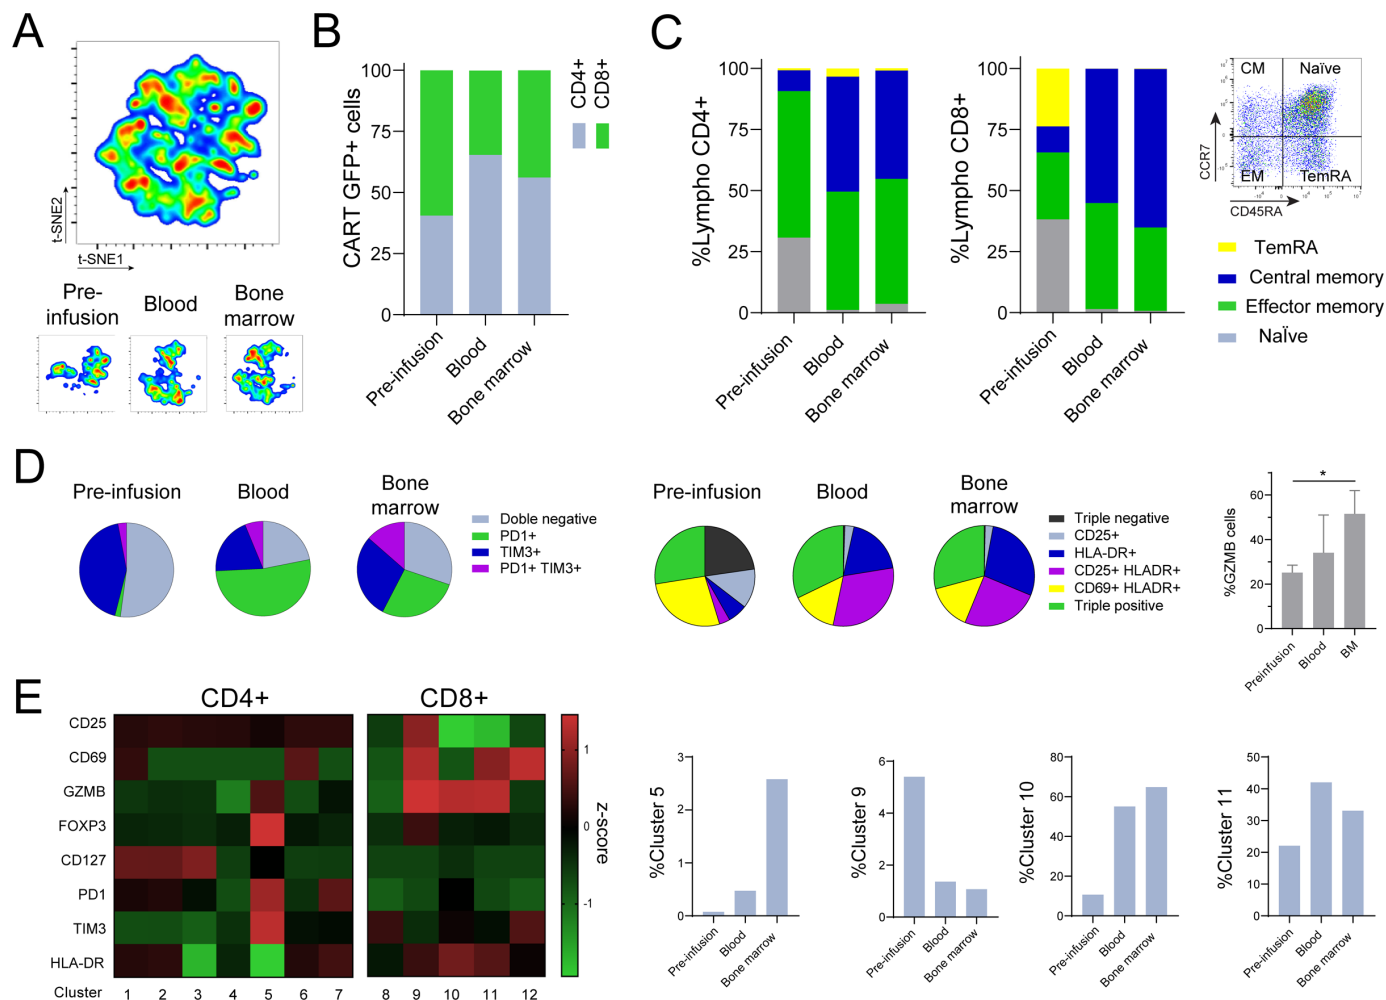 A
t-SNE2
t-SNE1
Pre-
infusion
Blood
Bone
marrow
B
CART GFP+ cells
100
75
50
25
0
Pre-infusion
Blood
Bone marrow
CD4+
CD8+
C
%Lympho CD4+
100
75
50
25
0
Pre-infusion
Blood
Bone marrow
%Lympho CD8+
100
75
50
25
0
Pre-infusion
Blood
Bone marrow
CM
Naïve
EM
TemRA
CCR7
CD45RA
TemRA
Central memory
Effector memory
Naïve
D
Pre-infusion
Blood
Bone
marrow
Doble negative
PD1+
TIM3+
PD1+ TIM3+
Pre-infusion
Blood
Bone
marrow
Triple negative
CD25+
HLA-DR+
CD25+ HLADR+
CD69+ HLADR+
Triple positive
%GZMB cells
60
40
20
0
*
Preinfusion
Blood
BM
E
CD4+
CD8+
CD25
CD69
GZMB
FOXP3
CD127
PD1
TIM3
HLA-DR
Cluster
1 2 3 4 5 6 7
8 9 10 11 12
1
0
-1
z-score
%Cluster 5
3
2
1
0
Pre-infusion
Blood
Bone marrow
%Cluster 9
6
4
2
0
Pre-infusion
Blood
Bone marrow
%Cluster 10
80
60
40
20
0
Pre-infusion
Blood
Bone marrow
%Cluster 11
50
40
30
20
10
0
Pre-infusion
Blood
Bone marrow